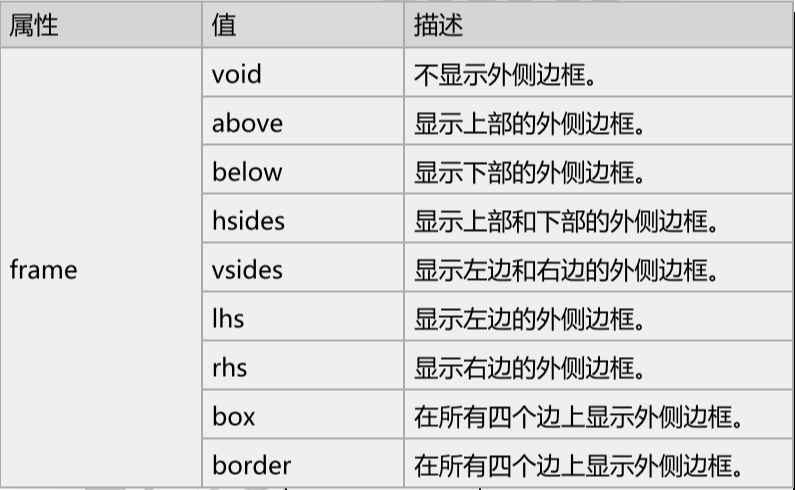 属性 值 描述
void 不显示外侧边框。
above 显示上部的外侧边框。
below 显示下部的外侧边框。
hsides 显示上部和下部的外侧边框。
frame vsides 显示左边和右边的外侧边框。
lhs 显示左边的外侧边框。
rhs 显示右边的外侧边框。
box 在所有四个边上显示外侧边框。
border 在所有四个边上显示外侧边框。